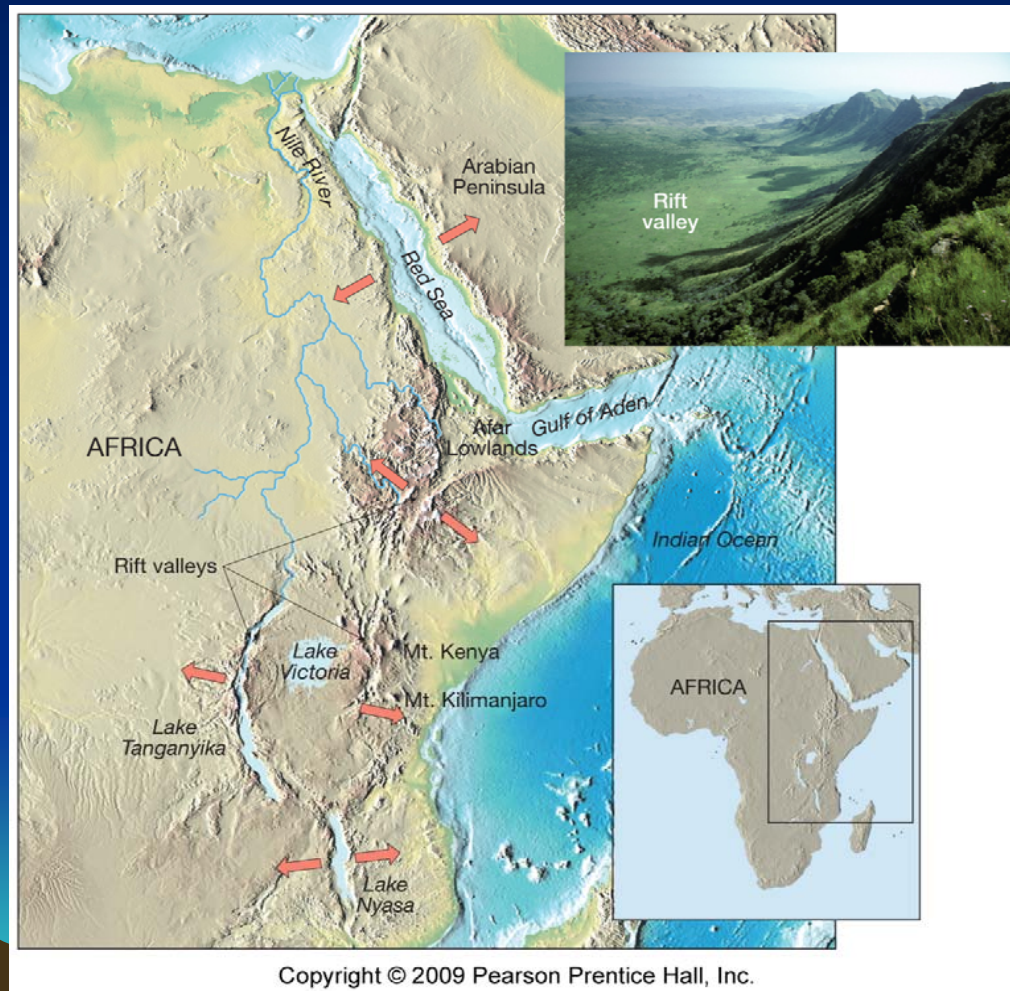 Nile River
Arabian
Peninsula
Rift
valley
Red Sea
Gulf of Aden
Afar
Lowlands
AFRICA
Indian Ocean
Rift valleys
Lake
Victoria
Mt. Kenya
Mt. Kilimanjaro
Lake
Tanganyika
Lake
Nyasa
AFRICA
Copyright © 2009 Pearson Prentice Hall, Inc.